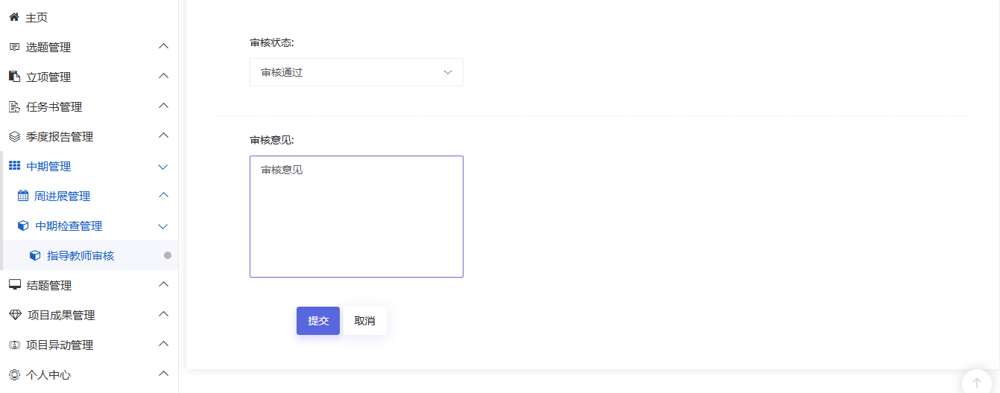 主页
选题管理
立项管理
任务书管理
季度报告管理
中期管理
周进展管理
中期检查管理
指导教师审核
结题管理
项目成果管理
项目异动管理
个人中心
审核状态:
审核通过
审核意见:
审核意见
提交
取消